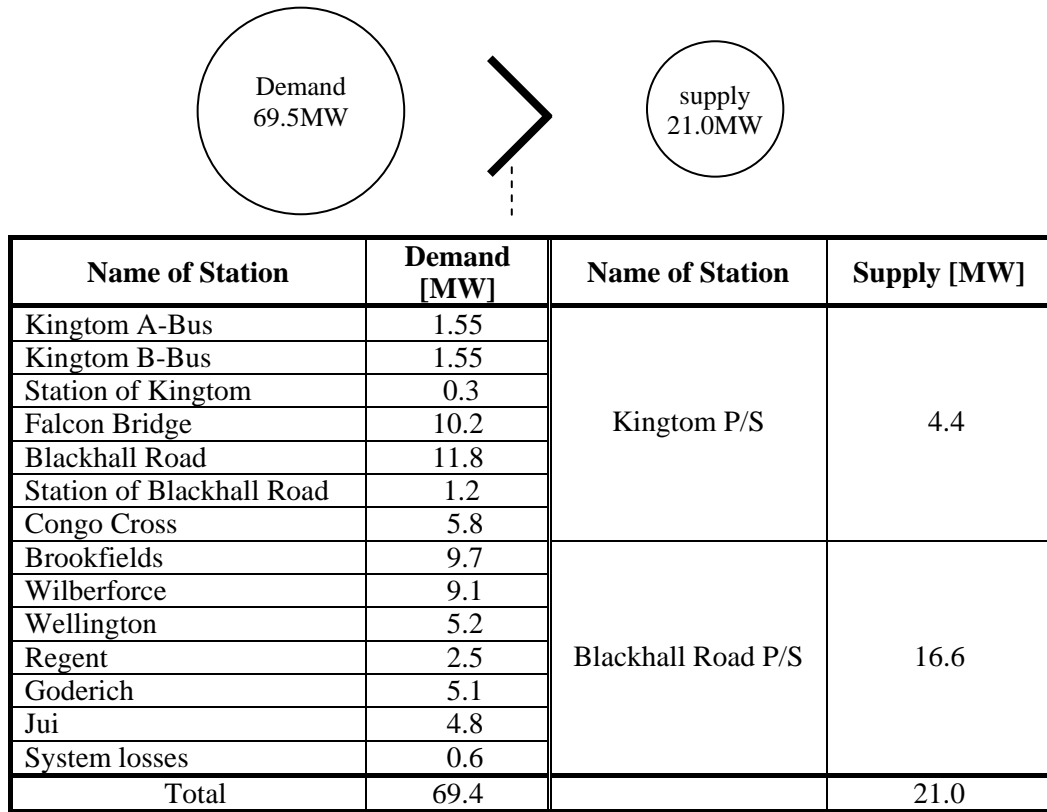 Demand
69.5MW
supply
21.0MW
Name of Station Demand [MW] Name of Station Supply [MW]
Kingtom A-Bus 1.55
Kingtom B-Bus 1.55
Station of Kingtom 0.3
Falcon Bridge 10.2 Kingtom P/S 4.4
Blackhall Road 11.8
Station of Blackhall Road 1.2
Congo Cross 5.8
Brookfields 9.7
Wilberforce 9.1
Wellington 5.2
Regent 2.5 Blackhall Road P/S 16.6
Goderich 5.1
Jui 4.8
System losses 0.6
Total 69.4 21.0